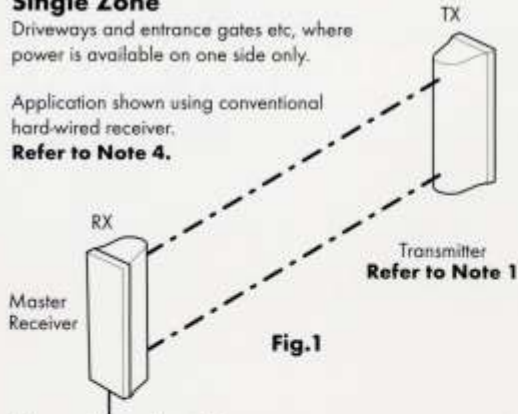 Single Zone
Driveways and entrance gates etc, where
power is available on one side only.
Application shown using conventional
hard-wired receiver.
Refer to Note 4.
TX
RX
Transmitter
Refer to Note 1
Master
Receiver
Fig.1